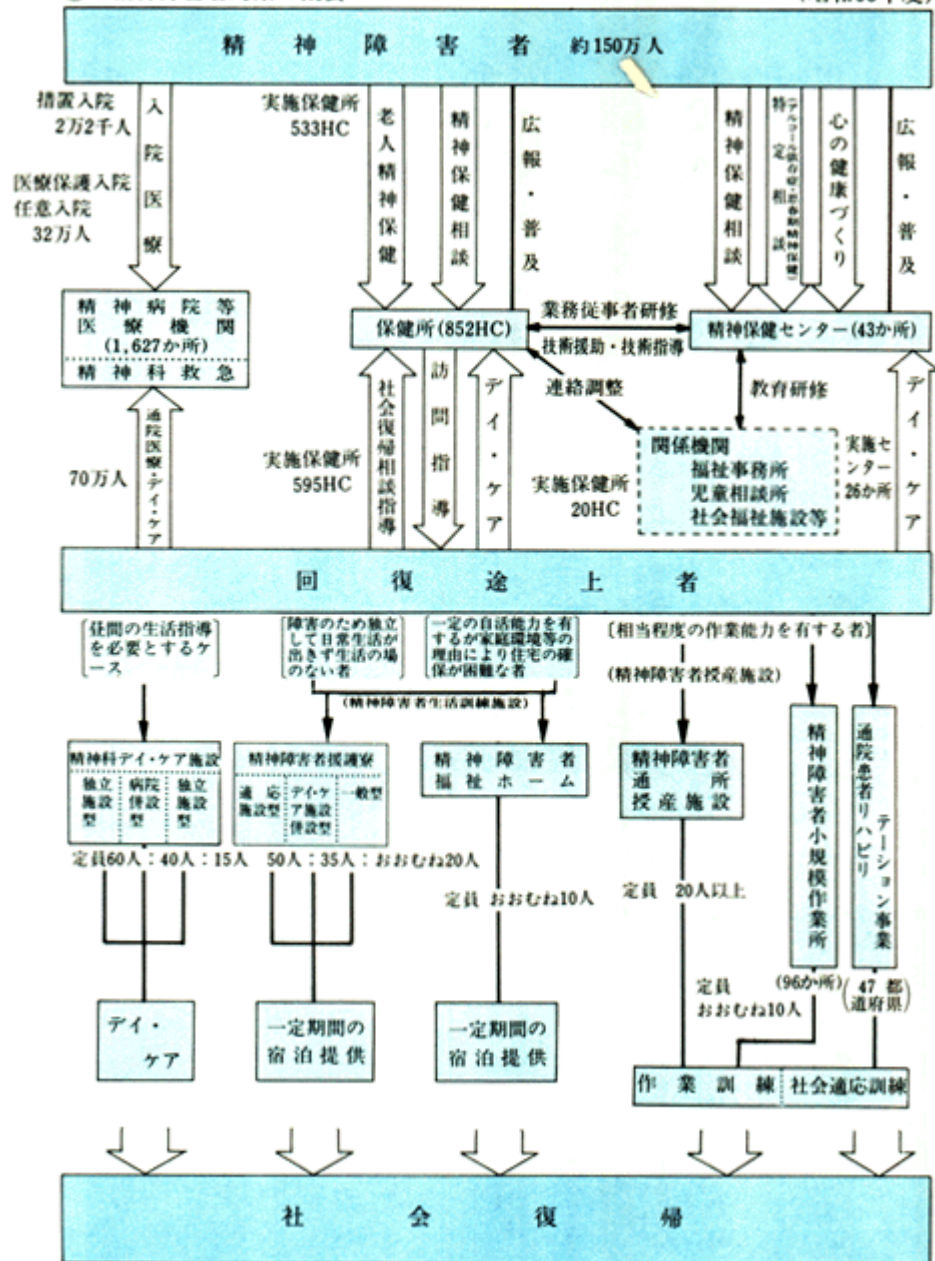 精神障害者 約150万人
措置入院
2万2千人
医療保護入院
任意入院
32万人
入院医療
実施保健所
533HC
老人精神保健
精神保健相談
広報・普及
精神保健相談
特定相談
(アルコール依存症・思春期精神保健)
心の健康づくり
広報・普及
精神病院等
医療機関
(1,627か所)
精神科救急
保健所(852HC)
業務従事者研修
技術援助・技術指導
精神保健センター(43か所)
連絡調整
教育研修
70万人
通院医療・デイ・ケア
実施保健所
595HC
社会復帰相談指導
訪問指導
デイ・ケア
実施保健所
20HC
関係機関
福祉事務所
児童相談所
社会福祉施設等
実施センター
26か所
デイ・ケア
回復途上者
〔昼間の生活指導
を必要とするケ
ース〕
〔障害のため独立
して日常生活が
出きず生活の場
のない者〕
〔一定の自活能力を有
するが家庭環境等の
理由により住宅の確
保が困難な者〕
〔相当程度の作業能力を有する者〕
(精神障害者生活訓練施設)
(精神障害者授産施設)
精神科デイ・ケア施設
独立施設型
病院併設型
独立施設型
定員60人:40人:15人
精神障害者援護寮
適応施設型
デイ・ケア施設併設型
一般型
50人:35人:おおむね20人
精神障害者
福祉ホーム
定員 おおむね10人
精神障害者
通所
授産施設
定員 20人以上
精神障害者小規模作業所
(96か所)
定員
おおむね10人
通院患者リハビリテーション事業
(47都道府県)
デイ・
ケア
一定期間の
宿泊提供
一定期間の
宿泊提供
作業訓練
社会適応訓練
社会復帰